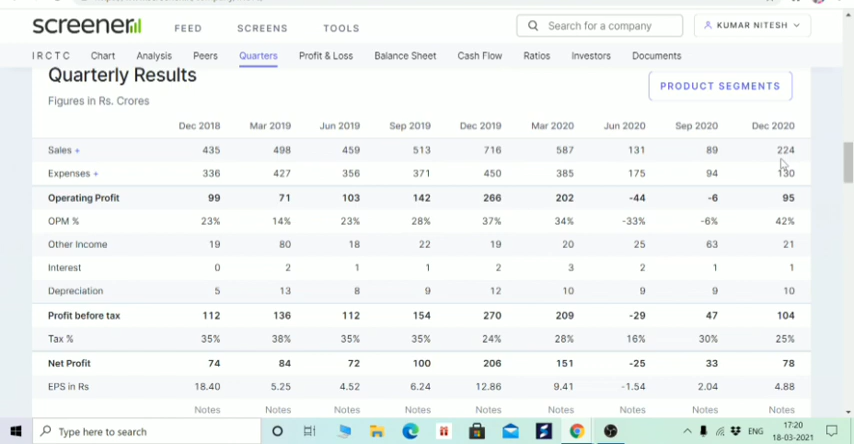 screener
FEED
SCREENS
TOOLS
Search for a company
KUMAR NITESH
IRCTC Chart Analysis Peers Quarters Profit & Loss Balance Sheet Cash Flow Ratios Investors Documents
Quarterly Results
PRODUCT SEGMENTS
Figures in Rs. Crores
Dec 2018 Mar 2019 Jun 2019 Sep 2019 Dec 2019 Mar 2020 Jun 2020 Sep 2020 Dec 2020
Sales + 435 498 459 513 716 587 131 89 224
Expenses + 336 427 356 371 450 385 175 94 130
Operating Profit 99 71 103 142 266 202 -44 -6 95
OPM % 23% 14% 23% 28% 37% 34% -33% -6% 42%
Other Income 19 80 18 22 19 20 25 63 21
Interest 0 2 1 1 2 3 2 1 1
Depreciation 5 13 8 9 12 10 9 9 10
Profit before tax 112 136 112 154 270 209 -29 47 104
Tax % 35% 38% 35% 35% 24% 28% 16% 30% 25%
Net Profit 74 84 72 100 206 151 -25 33 78
EPS in Rs 18.40 5.25 4.52 6.24 12.86 9.41 -1.54 2.04 4.88
Notes Notes Notes Notes Notes Notes Notes Notes Notes
Type here to search
17:20
18-03-2021